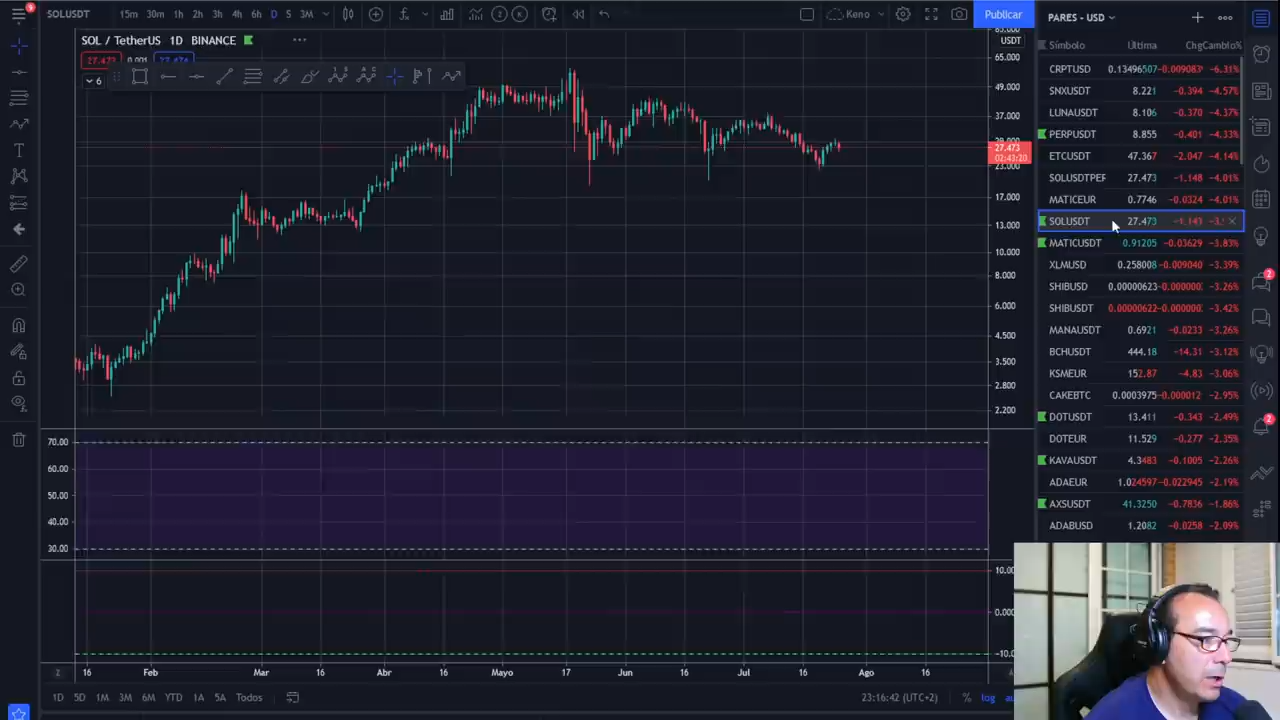 9
SOLUSDT 15m 30m 1h 2h 3h 4h 6h D S 3M Keno Publicar
SOL / TetherUS 1D BINANCE
27.473 0.001 27.474
6
USDT
65.000
49.000
37.000
27.473
02:43:20
23.000
17.000
13.000
10.000
8.000
6.000
4.500
3.500
2.800
2.200
70.00
60.00
50.00
40.00
30.00
0.000
16 Feb Mar 16 Abr 16 Mayo 17 Jun 16 Jul 16 Ago 16
1D 5D 1M 3M 6M YTD 1A 5A Todos 23:16:42 (UTC+2) % log
PARES - USD
Símbolo Última Chg Cambio%
CRPTUSD 0.13496507 -0.009083 -6.31%
SNXUSDT 8.221 -0.394 -4.57%
LUNAUSDT 8.106 -0.370 -4.37%
PERPUSDT 8.855 -0.401 -4.33%
ETCUSDT 47.367 -2.047 -4.14%
SOLUSDTPER 27.473 -1.148 -4.01%
MATICEUR 0.7746 -0.0324 -4.01%
SOLUSDT 27.473 -1.143
MATICUSDT 0.91205 -0.03629 -3.83%
XLMUSD 0.258008 -0.009040 -3.39%
SHIBUSD 0.00000623 -0.000000 -3.26%
SHIBUSDT 0.00000622 -0.000000 -3.42%
MANAUSDT 0.6921 -0.0233 -3.26%
BCHUSDT 444.18 -14.31 -3.12%
KSMEUR 152.87 -4.83 -3.06%
CAKEBTC 0.0003975 -0.000012 -2.95%
DOTUSDT 13.411 -0.343 -2.49%
DOTEUR 11.529 -0.277 -2.35%
KAVAUSDT 4.3483 -0.1005 -2.26%
ADAEUR 1.024597 -0.022945 -2.19%
AXSUSDT 41.3250 -0.7836 -1.86%
ADABUSD 1.2082 -0.0258 -2.09%
2
2